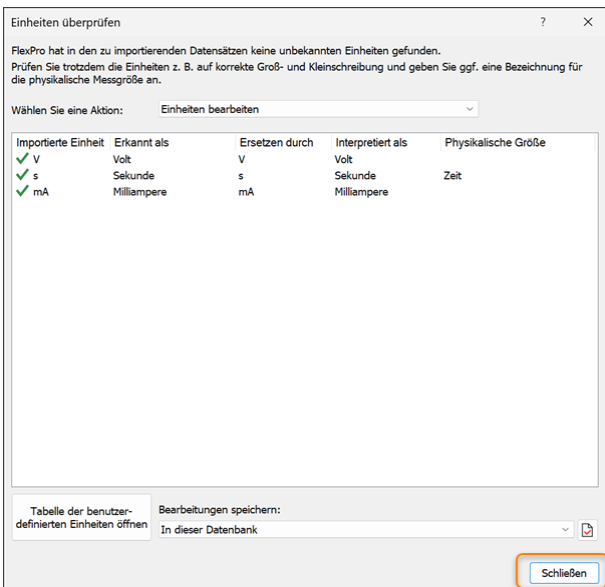 Einheiten überprüfen ?
FlexPro hat in den zu importierenden Datensätzen keine unbekannten Einheiten gefunden.
Prüfen Sie trotzdem die Einheiten z. B. auf korrekte Groß- und Kleinschreibung und geben Sie ggf. eine Bezeichnung für
die physikalische Messgröße an.
Wählen Sie eine Aktion: Einheiten bearbeiten
Importierte Einheit Erkannt als Ersetzen durch Interpretiert als Physikalische Größe
V Volt V Volt
s Sekunde s Sekunde Zeit
mA Milliampere mA Milliampere
Tabelle der benutzer-
definierten Einheiten öffnen
Bearbeitungen speichern:
In dieser Datenbank
Schließen